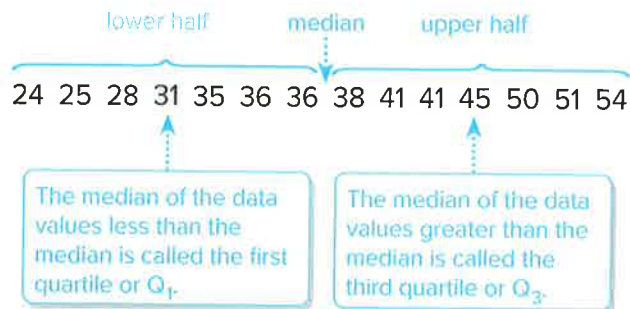 lower half median upper half
24 25 28 31 35 36 36 38 41 41 45 50 51 54
The median of the data
values less than the
median is called the first
quartile or Q₁.
The median of the data
values greater than the
median is called the
third quartile or Q₃.